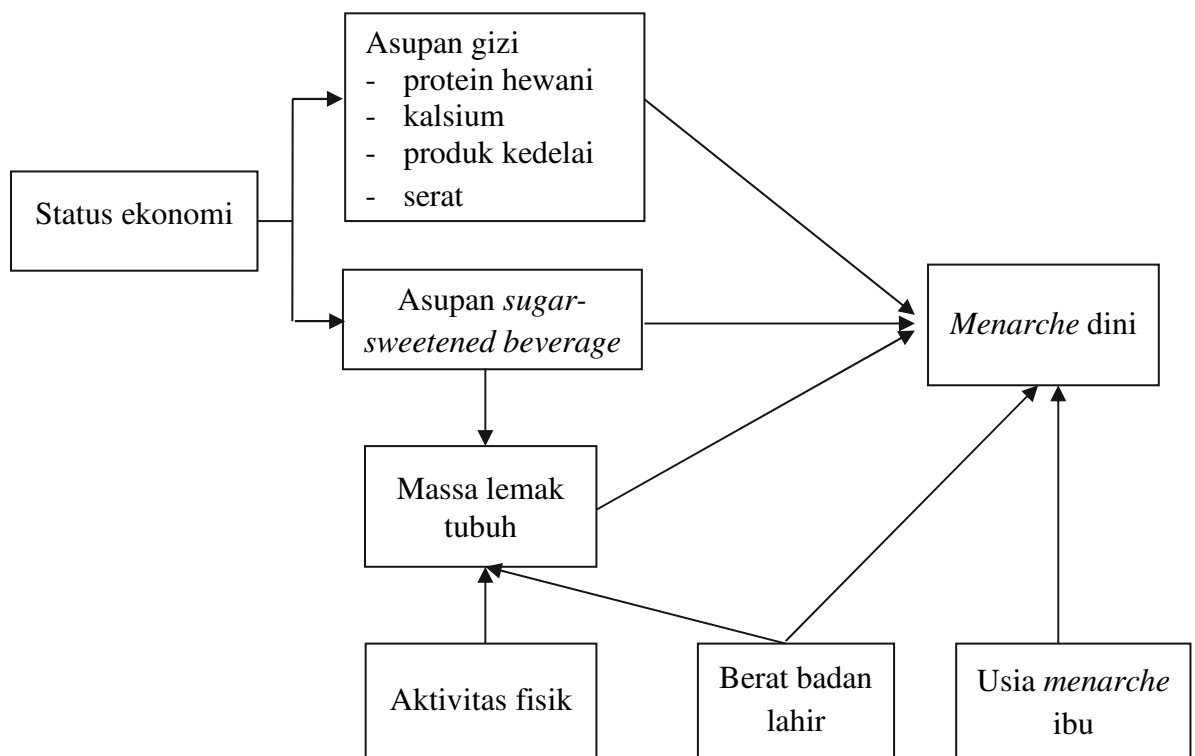 Asupan gizi
- protein hewani
- kalsium
- produk kedelai
- serat
Status ekonomi
Asupan sugar-
sweetened beverage
Menarche dini
Massa lemak
tubuh
Aktivitas fisik
Berat badan
lahir
Usia menarche
ibu